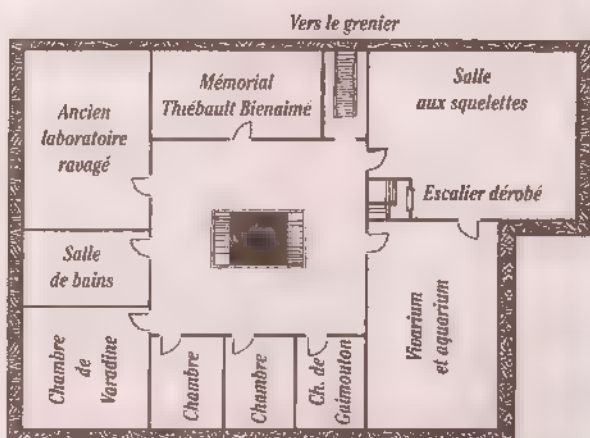 Vers le grenier
Mémorial
Thiébault Bienaimé
Salle
aux squelettes
Ancien
laboratoire
ravagé
Escalier dérobé
Salle
de bains
Chambre
de
Varadine
Chambre
Chambre
Ch. de
Guimouton
Vivarium
et aquarium